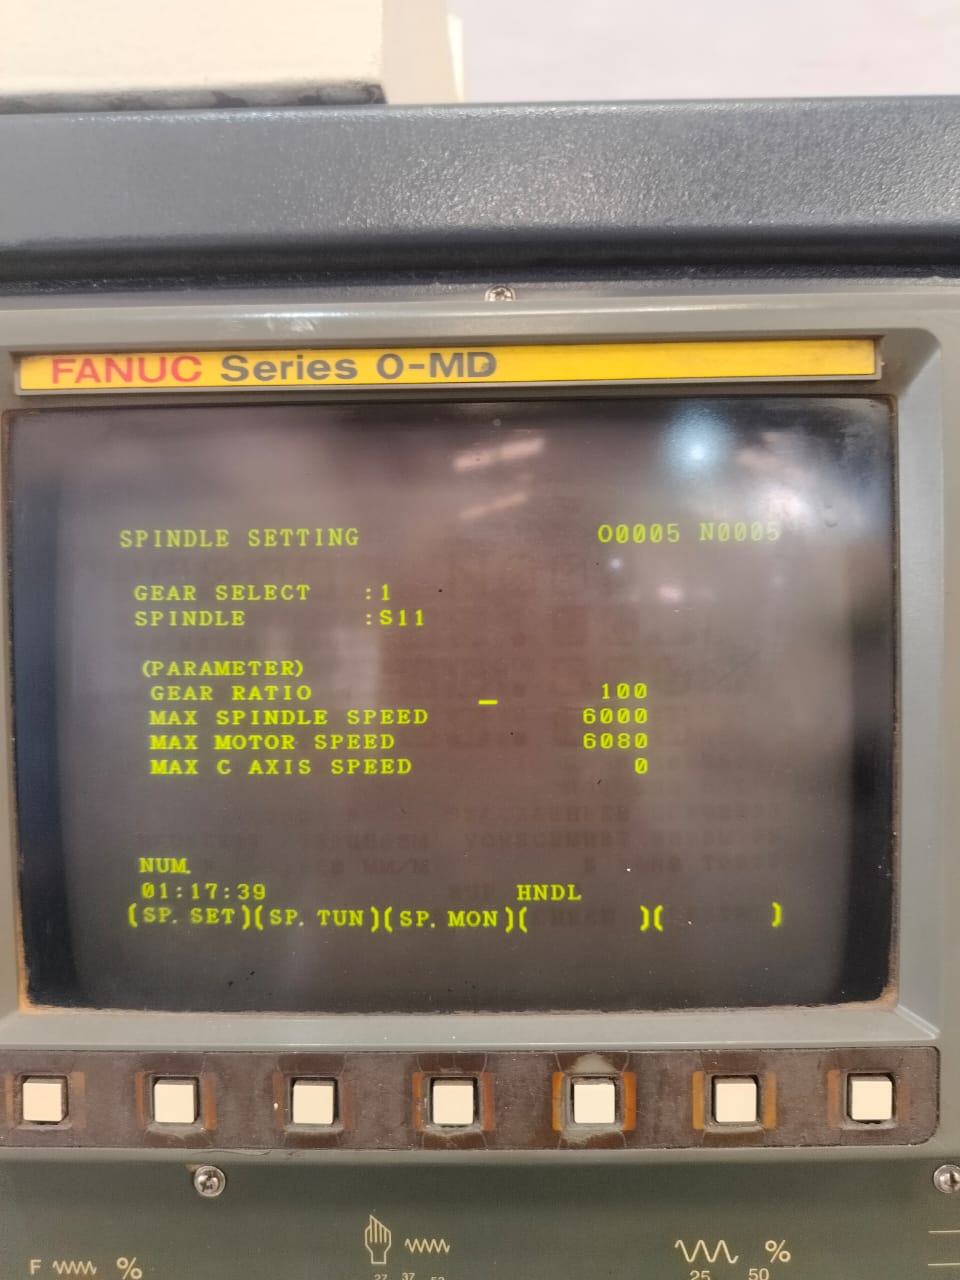 FANUC Series 0-MD
SPINDLE SETTING O0005 N0005
GEAR SELECT :1
SPINDLE :S11
(PARAMETER)
GEAR RATIO _ 100
MAX SPINDLE SPEED 6000
MAX MOTOR SPEED 6080
MAX C AXIS SPEED 0
NUM.
01:17:39 HNDL
(SP. SET)(SP. TUN)(SP. MON)( )( )
F %
%
25 50
27 37